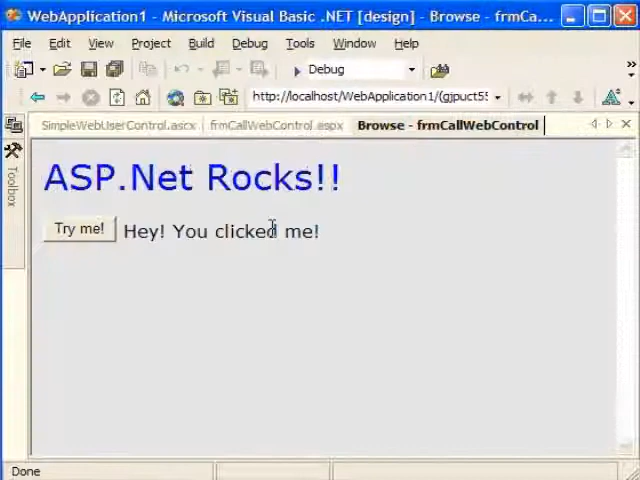 WebApplication1 - Microsoft Visual Basic .NET [design] - Browse - frmCa...
File Edit View Project Build Debug Tools Window Help
Debug
http://localhost/WebApplication1/(gjpuct55
SimpleWebUserControl.ascx frmCallWebControl.aspx Browse - frmCallWebControl
Toolbox
ASP.Net Rocks!!
Try me! Hey! You clicked me!
Done